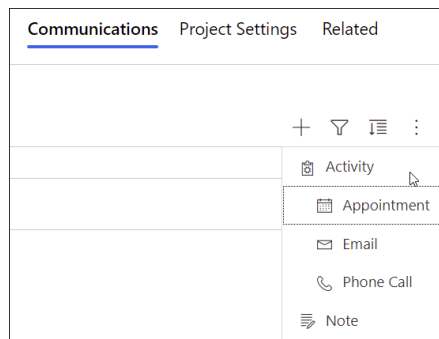 Communications Project Settings Related
Activity
Appointment
Email
Phone Call
Note